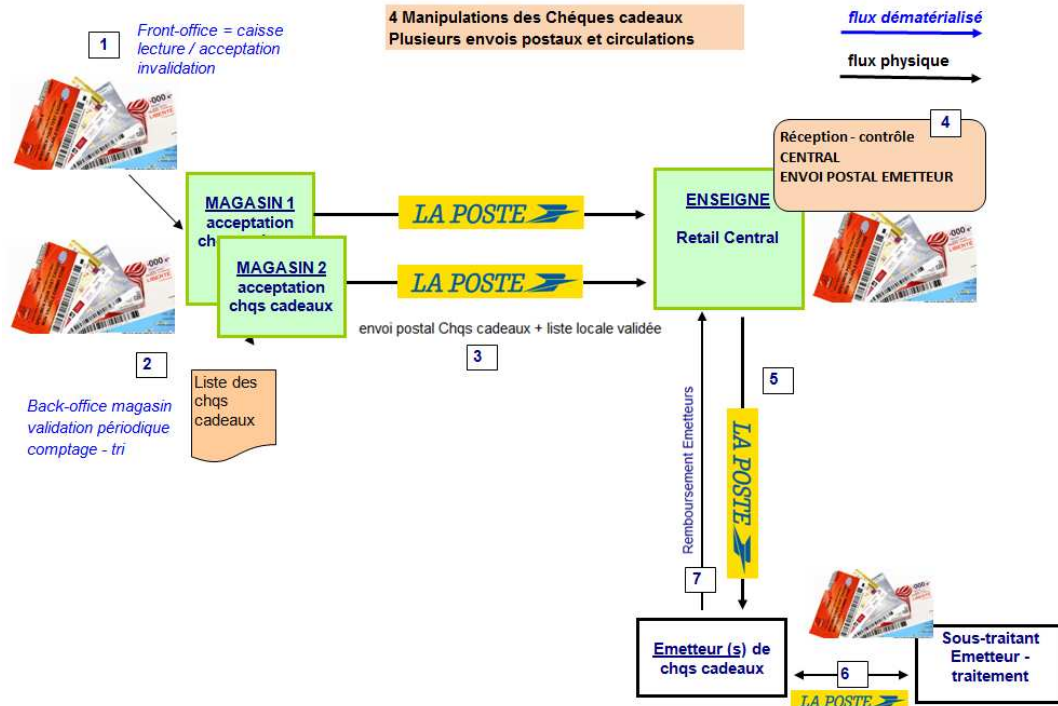 4 Manipulations des Chéques cadeaux
Plusieurs envois postaux et circulations
flux dématérialisé
flux physique
1
Front-office = caisse
lecture / acceptation
invalidation
4
Réception - contrôle
CENTRAL
ENVOI POSTAL EMETTEUR
MAGASIN 1
acceptation
MAGASIN 2
acceptation
chqs cadeaux
LA POSTE
LA POSTE
ENSEIGNE
Retail Central
envoi postal Chqs cadeaux + liste locale validée
3
2
Back-office magasin
validation périodique
comptage - tri
Liste des
chqs
cadeaux
5
LA POSTE
Remboursement Emetteurs
7
Emetteur (s) de
chqs cadeaux
6
LA POSTE
Sous-traitant
Emetteur -
traitement